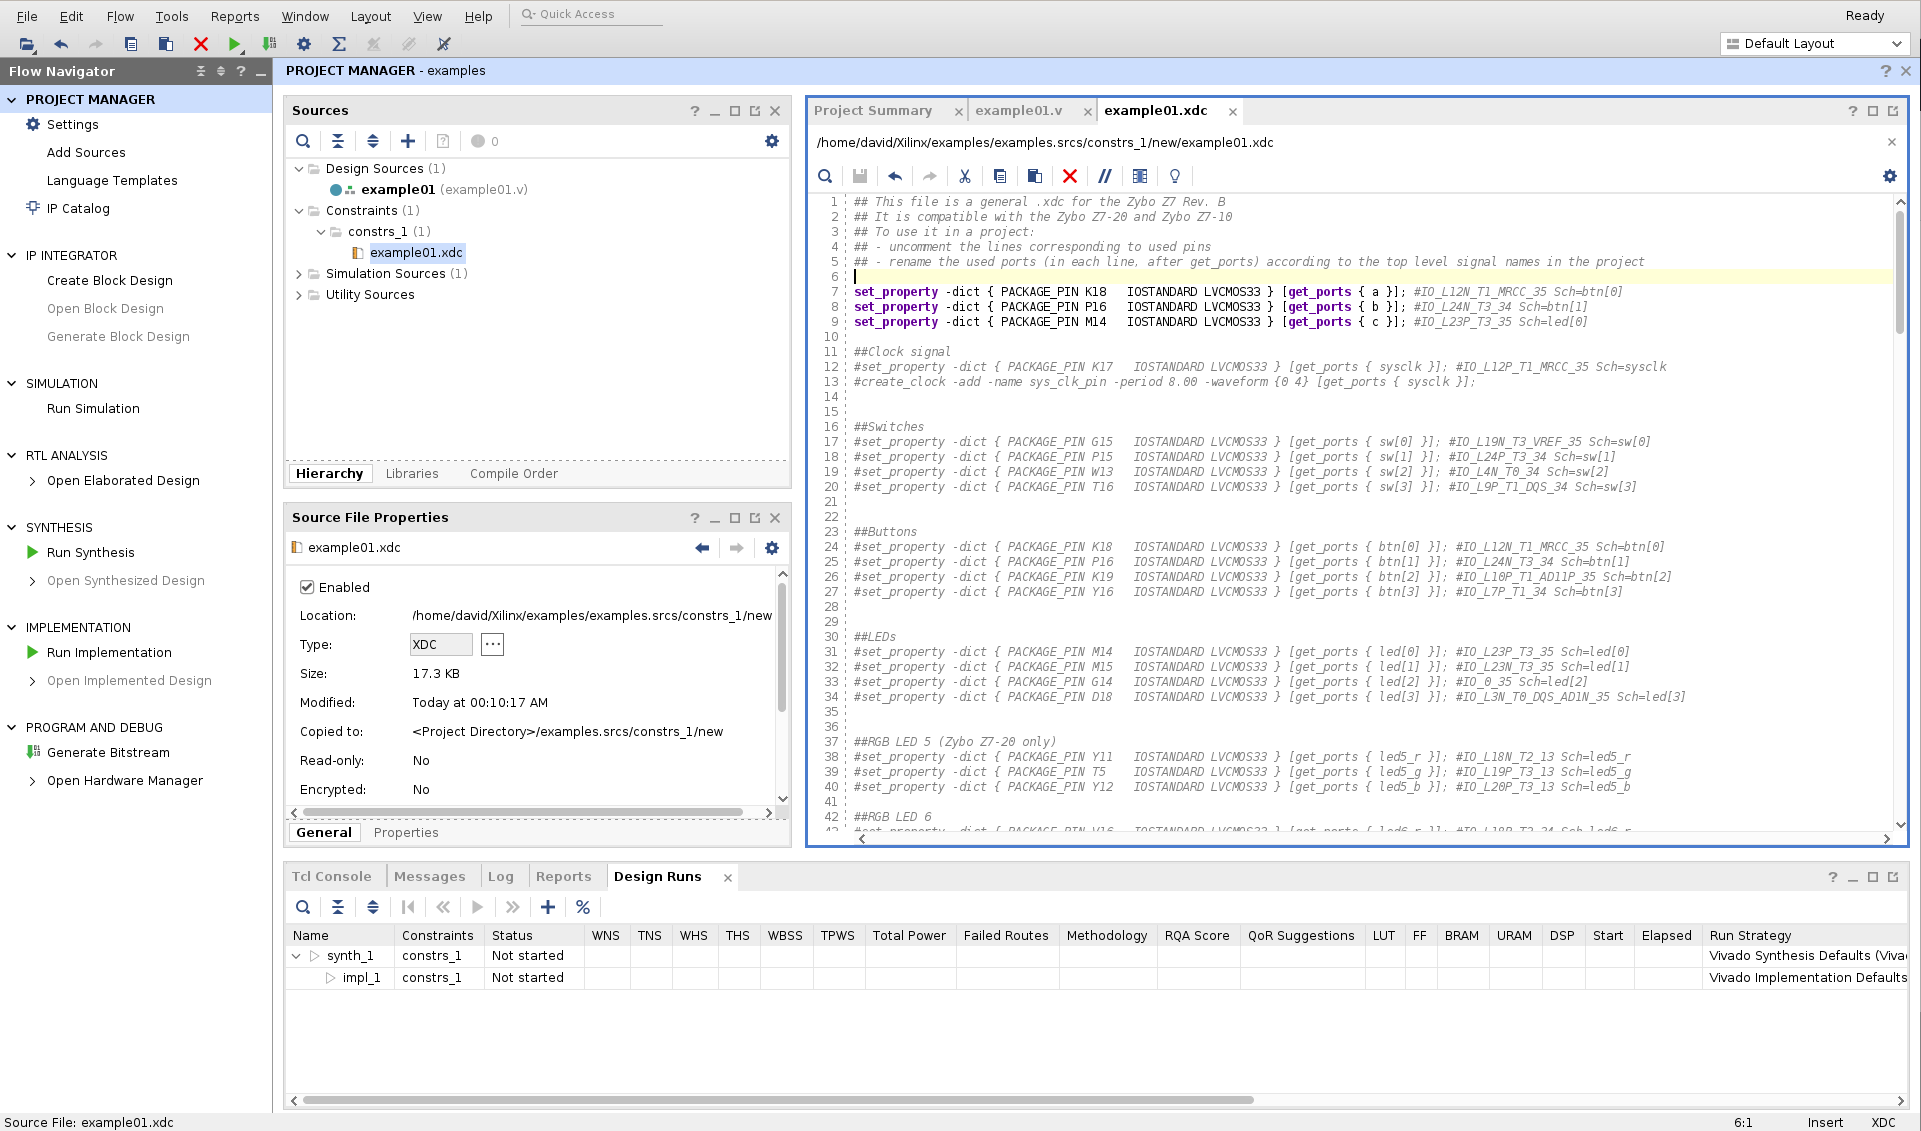 File Edit Flow Tools Reports Window Layout View Help Quick Access Ready
Default Layout
Flow Navigator
PROJECT MANAGER
Settings
Add Sources
Language Templates
IP Catalog
IP INTEGRATOR
Create Block Design
Open Block Design
Generate Block Design
SIMULATION
Run Simulation
RTL ANALYSIS
Open Elaborated Design
SYNTHESIS
Run Synthesis
Open Synthesized Design
IMPLEMENTATION
Run Implementation
Open Implemented Design
PROGRAM AND DEBUG
Generate Bitstream
Open Hardware Manager
PROJECT MANAGER - examples
Sources
0
Design Sources (1)
example01 (example01.v)
Constraints (1)
constrs_1 (1)
example01.xdc
Simulation Sources (1)
Utility Sources
Hierarchy Libraries Compile Order
Source File Properties
example01.xdc
Enabled
Location: /home/david/Xilinx/examples/examples.srcs/constrs_1/new
Type: XDC
Size: 17.3 KB
Modified: Today at 00:10:17 AM
Copied to: <Project Directory>/examples.srcs/constrs_1/new
Read-only: No
Encrypted: No
General Properties
Project Summary example01.v example01.xdc
/home/david/Xilinx/examples/examples.srcs/constrs_1/new/example01.xdc
1 ## This file is a general .xdc for the Zybo Z7 Rev. B
2 ## It is compatible with the Zybo Z7-20 and Zybo Z7-10
3 ## To use it in a project:
4 ## - uncomment the lines corresponding to used pins
5 ## - rename the used ports (in each line, after get_ports) according to the top level signal names in the project
6
7 set_property -dict { PACKAGE_PIN K18   IOSTANDARD LVCMOS33 } [get_ports { a }]; #IO_L12N_T1_MRCC_35 Sch=btn[0]
8 set_property -dict { PACKAGE_PIN P16   IOSTANDARD LVCMOS33 } [get_ports { b }]; #IO_L24N_T3_34 Sch=btn[1]
9 set_property -dict { PACKAGE_PIN M14   IOSTANDARD LVCMOS33 } [get_ports { c }]; #IO_L23P_T3_35 Sch=led[0]
10
11 ##Clock signal
12 #set_property -dict { PACKAGE_PIN K17   IOSTANDARD LVCMOS33 } [get_ports { sysclk }]; #IO_L12P_T1_MRCC_35 Sch=sysclk
13 #create_clock -add -name sys_clk_pin -period 8.00 -waveform {0 4} [get_ports { sysclk }];
14
15
16 ##Switches
17 #set_property -dict { PACKAGE_PIN G15   IOSTANDARD LVCMOS33 } [get_ports { sw[0] }]; #IO_L19N_T3_VREF_35 Sch=sw[0]
18 #set_property -dict { PACKAGE_PIN P15   IOSTANDARD LVCMOS33 } [get_ports { sw[1] }]; #IO_L24P_T3_34 Sch=sw[1]
19 #set_property -dict { PACKAGE_PIN W13   IOSTANDARD LVCMOS33 } [get_ports { sw[2] }]; #IO_L4N_T0_34 Sch=sw[2]
20 #set_property -dict { PACKAGE_PIN T16   IOSTANDARD LVCMOS33 } [get_ports { sw[3] }]; #IO_L9P_T1_DQS_34 Sch=sw[3]
21
22
23 ##Buttons
24 #set_property -dict { PACKAGE_PIN K18   IOSTANDARD LVCMOS33 } [get_ports { btn[0] }]; #IO_L12N_T1_MRCC_35 Sch=btn[0]
25 #set_property -dict { PACKAGE_PIN P16   IOSTANDARD LVCMOS33 } [get_ports { btn[1] }]; #IO_L24N_T3_34 Sch=btn[1]
26 #set_property -dict { PACKAGE_PIN K19   IOSTANDARD LVCMOS33 } [get_ports { btn[2] }]; #IO_L10P_T1_AD11P_35 Sch=btn[2]
27 #set_property -dict { PACKAGE_PIN Y16   IOSTANDARD LVCMOS33 } [get_ports { btn[3] }]; #IO_L7P_T1_34 Sch=btn[3]
28
29
30 ##LEDs
31 #set_property -dict { PACKAGE_PIN M14   IOSTANDARD LVCMOS33 } [get_ports { led[0] }]; #IO_L23P_T3_35 Sch=led[0]
32 #set_property -dict { PACKAGE_PIN M15   IOSTANDARD LVCMOS33 } [get_ports { led[1] }]; #IO_L23N_T3_35 Sch=led[1]
33 #set_property -dict { PACKAGE_PIN G14   IOSTANDARD LVCMOS33 } [get_ports { led[2] }]; #IO_0_35 Sch=led[2]
34 #set_property -dict { PACKAGE_PIN D18   IOSTANDARD LVCMOS33 } [get_ports { led[3] }]; #IO_L3N_T0_DQS_AD1N_35 Sch=led[3]
35
36
37 ##RGB LED 5 (Zybo Z7-20 only)
38 #set_property -dict { PACKAGE_PIN Y11   IOSTANDARD LVCMOS33 } [get_ports { led5_r }]; #IO_L18N_T2_13 Sch=led5_r
39 #set_property -dict { PACKAGE_PIN T5    IOSTANDARD LVCMOS33 } [get_ports { led5_g }]; #IO_L19P_T3_13 Sch=led5_g
40 #set_property -dict { PACKAGE_PIN Y12   IOSTANDARD LVCMOS33 } [get_ports { led5_b }]; #IO_L20P_T3_13 Sch=led5_b
41
42 ##RGB LED 6
Tcl Console Messages Log Reports Design Runs
Name Constraints Status WNS TNS WHS THS WBSS TPWS Total Power Failed Routes Methodology RQA Score QoR Suggestions LUT FF BRAM URAM DSP Start Elapsed Run Strategy
synth_1 constrs_1 Not started Vivado Synthesis Defaults (Viva
impl_1 constrs_1 Not started Vivado Implementation Defaults
Source File: example01.xdc 6:1 Insert XDC